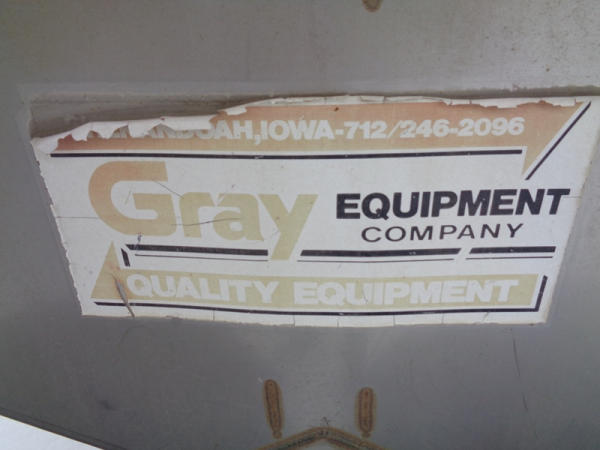 IOWA-712/246-2096
Gray EQUIPMENT
COMPANY
QUALITY EQUIPMENT